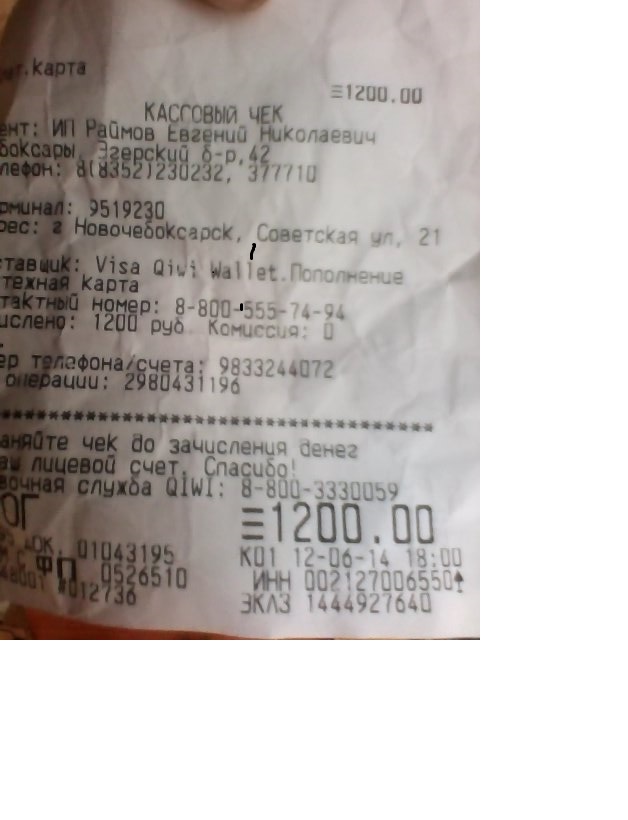 чт.карта
≡1200.00
КАССОВЫЙ ЧЕК
ент: ИП Раймов Евгений Николаевич
боксары, Эгерский б-р,42
лефон: 8(8352)230232, 377710
рминал: 9519230
рес: г Новочебоксарск, Советская ул, 21
ставщик: Visa Qiwi Wallet.Пополнение
тежная карта
тактный номер: 8-800-555-74-94
ислено: 1200 руб Комиссия: 0
ер телефона/счета: 9833244072
операции: 2980431196
************************************
аняйте чек до зачисления денег
аш лицевой счет. Спасибо!
вочная служба QIWI: 8-800-3330059
ОГ ≡1200.00
ДОК. 01043195 К01 12-06-14 18:00
ФП 0526510 ИНН 002127006550
#012736 ЭКЛЗ 1444927640